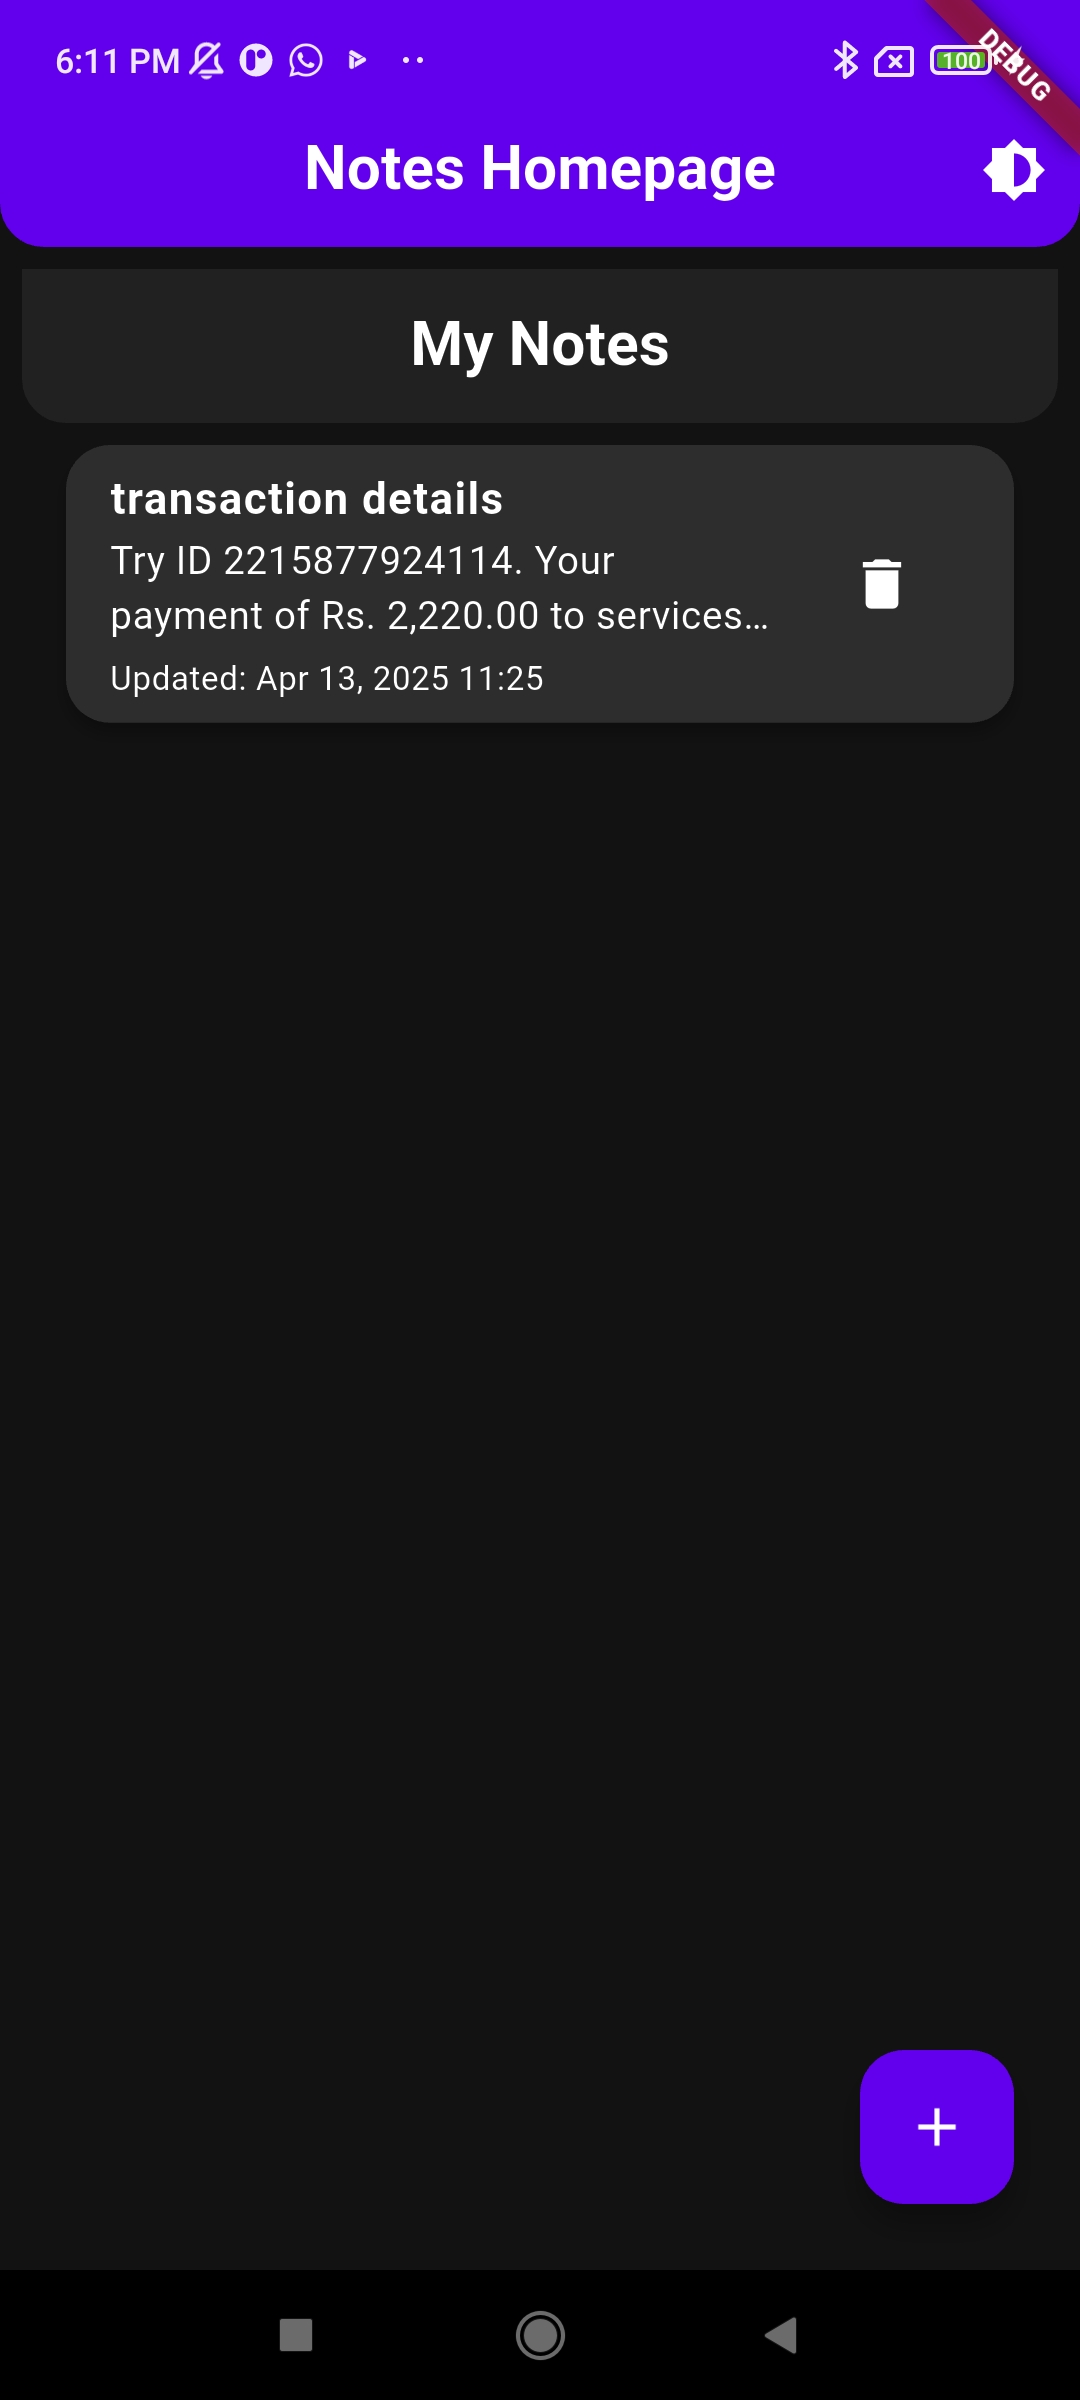 6:11 PM
100
DEBUG
Notes Homepage
My Notes
transaction details
Try ID 2215877924114. Your
payment of Rs. 2,220.00 to services...
Updated: Apr 13, 2025 11:25